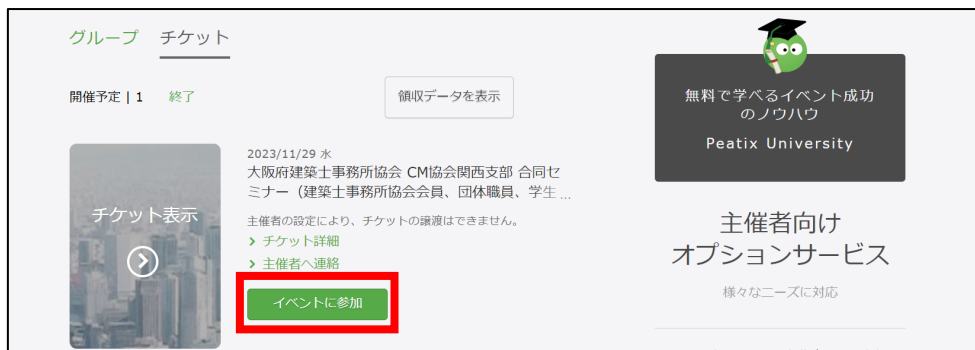 グループ チケット
開催予定 | 1 終了
領収データを表示
チケット表示
2023/11/29 水
大阪府建築士事務所協会 CM協会関西支部 合同セ
ミナー（建築士事務所協会会員、団体職員、学生 ...
主催者の設定により、チケットの譲渡はできません。
> チケット詳細
> 主催者へ連絡
イベントに参加
無料で学べるイベント成功
のノウハウ
Peatix University
主催者向け
オプションサービス
様々なニーズに対応